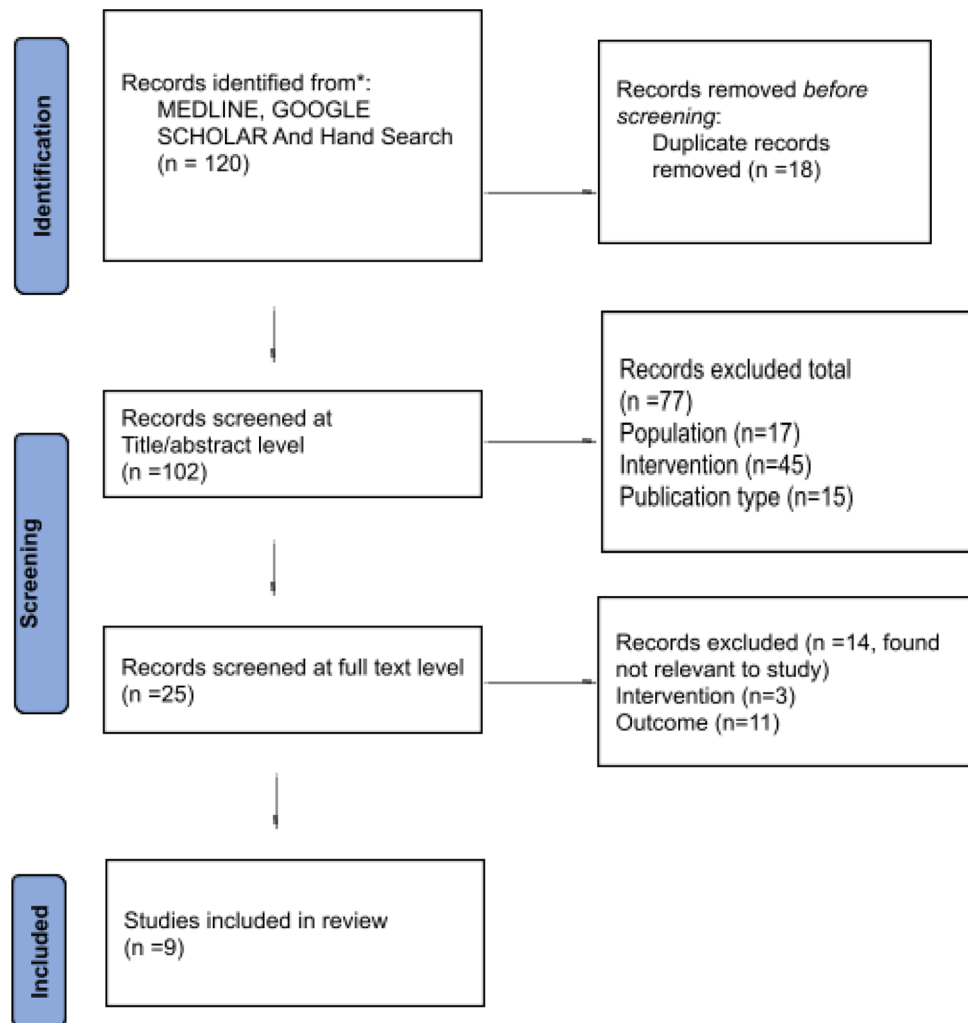 Identification
Records identified from*:
MEDLINE, GOOGLE
SCHOLAR And Hand Search
(n = 120)
Records removed before
screening:
Duplicate records
removed (n =18)
Screening
Records screened at
Title/abstract level
(n =102)
Records excluded total
(n =77)
Population (n=17)
Intervention (n=45)
Publication type (n=15)
Records screened at full text level
(n =25)
Records excluded (n =14, found
not relevant to study)
Intervention (n=3)
Outcome (n=11)
Included
Studies included in review
(n =9)